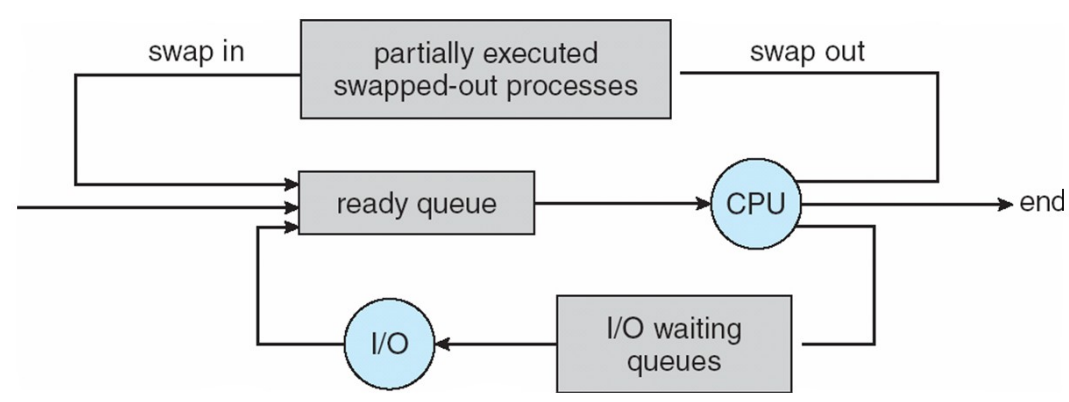 swap in
partially executed
swapped-out processes
swap out
ready queue
CPU
end
I/O
I/O waiting
queues